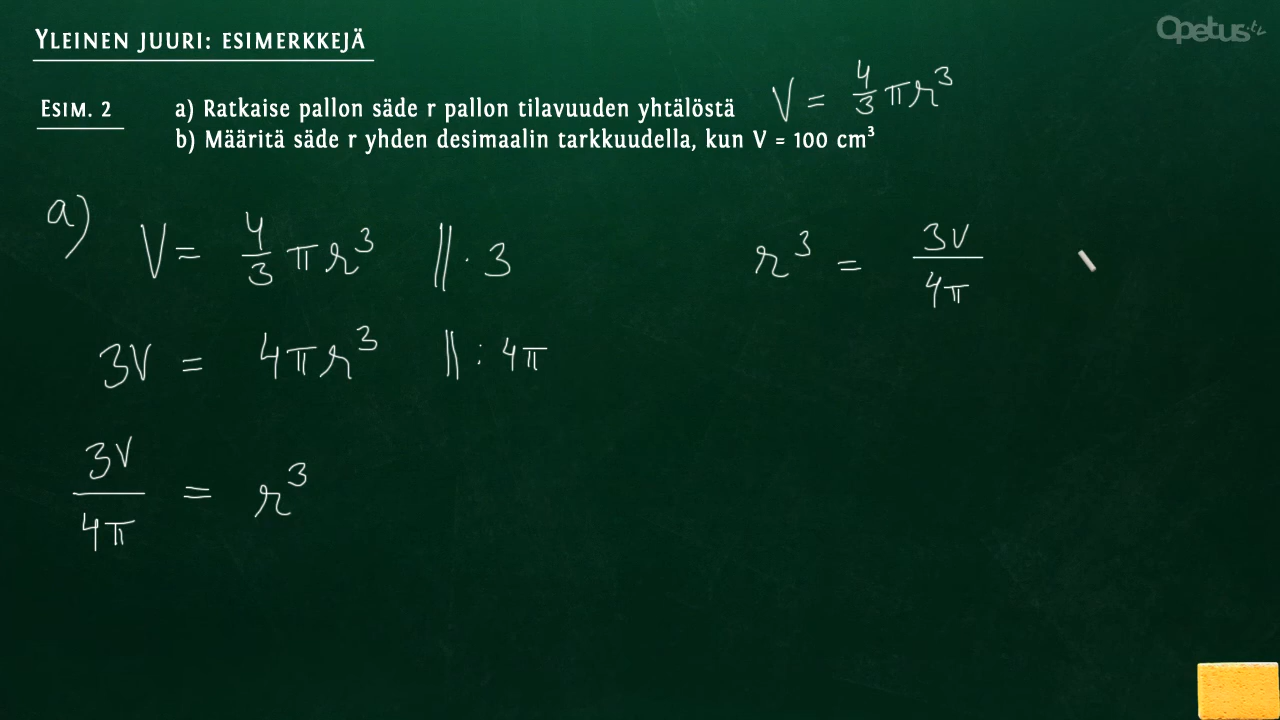 YLEINEN JUURI: ESIMERKKEJÄ
Opetus.tv
ESIM. 2 a) Ratkaise pallon säde r pallon tilavuuden yhtälöstä V = 4/3 πr³
b) Määritä säde r yhden desimaalin tarkkuudella, kun V = 100 cm³
a) V = 4/3 πr³ || · 3
3V = 4πr³ || : 4π
3V/4π = r³
r³ = 3V/4π